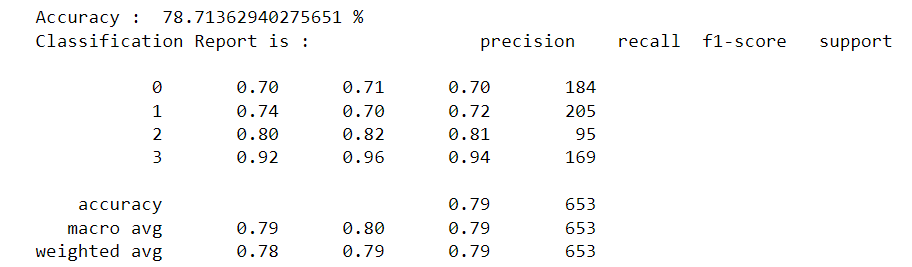 Accuracy :  78.71362940275651 %
Classification Report is :               precision    recall  f1-score   support
0       0.70      0.71      0.70       184
1       0.74      0.70      0.72       205
2       0.80      0.82      0.81        95
3       0.92      0.96      0.94       169
accuracy                           0.79       653
macro avg       0.79      0.80      0.79       653
weighted avg       0.78      0.79      0.79       653